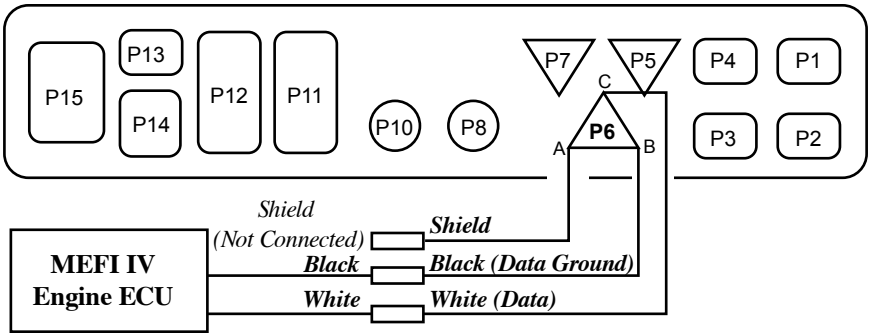 P15
P13
P14
P12
P11
P10
P8
P7
P5
P4
P1
P3
P2
C
P6
A
B
Shield
(Not Connected)
Shield
Black
Black (Data Ground)
White
White (Data)
MEFI IV
Engine ECU